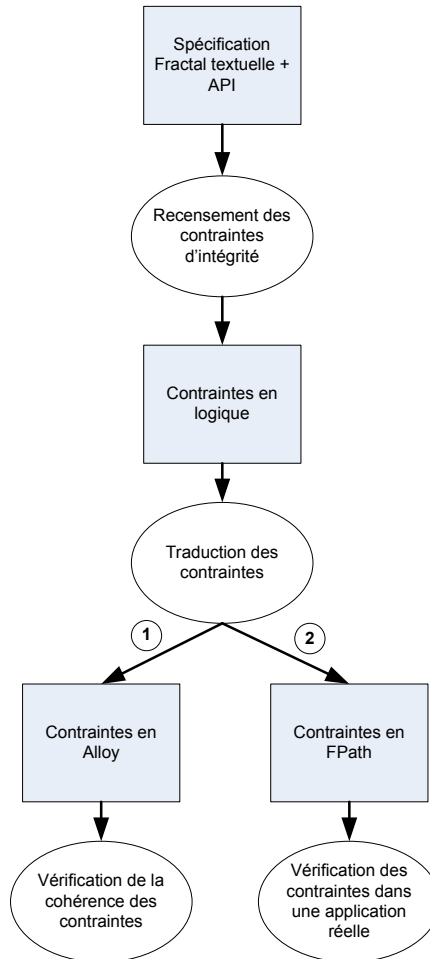 Spécification
Fractal textuelle +
API
Recensement des
contraintes
d'intégrité
Contraintes en
logique
Traduction des
contraintes
1
2
Contraintes en
Alloy
Contraintes en
FPath
Vérification de la
cohérence des
contraintes
Vérification des
contraintes dans
une application
réelle